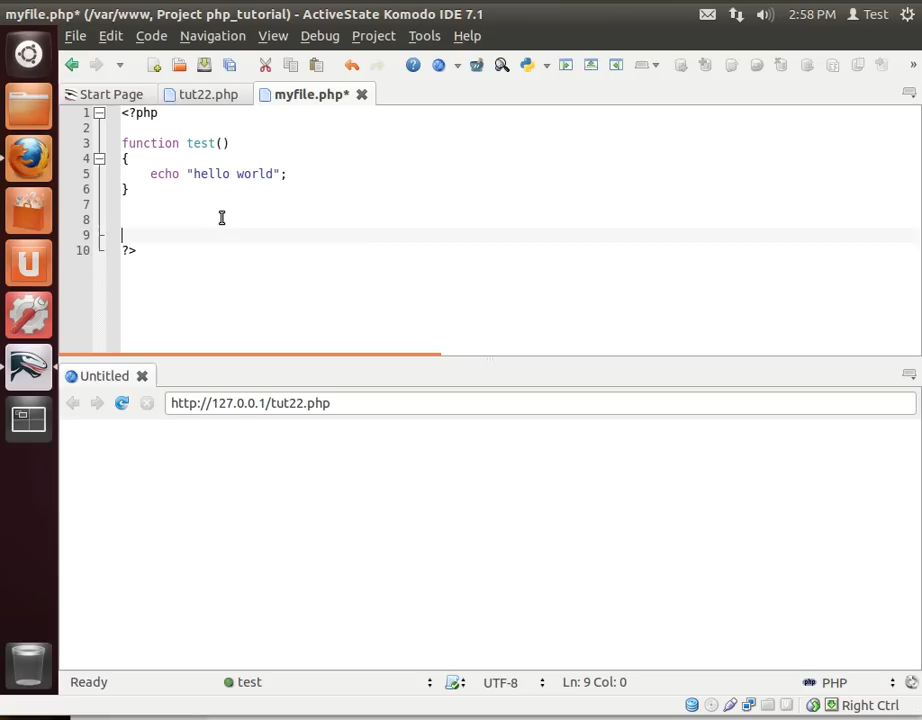 myfile.php* (/var/www, Project php_tutorial) - ActiveState Komodo IDE 7.1 2:58 PM Test
File Edit Code Navigation View Debug Project Tools Help
Start Page tut22.php myfile.php*
1 <?php
2
3 function test()
4 {
5 echo "hello world";
6 }
7
8
9
10 ?>
Untitled
http://127.0.0.1/tut22.php
Ready test UTF-8 Ln: 9 Col: 0 php PHP
Right Ctrl